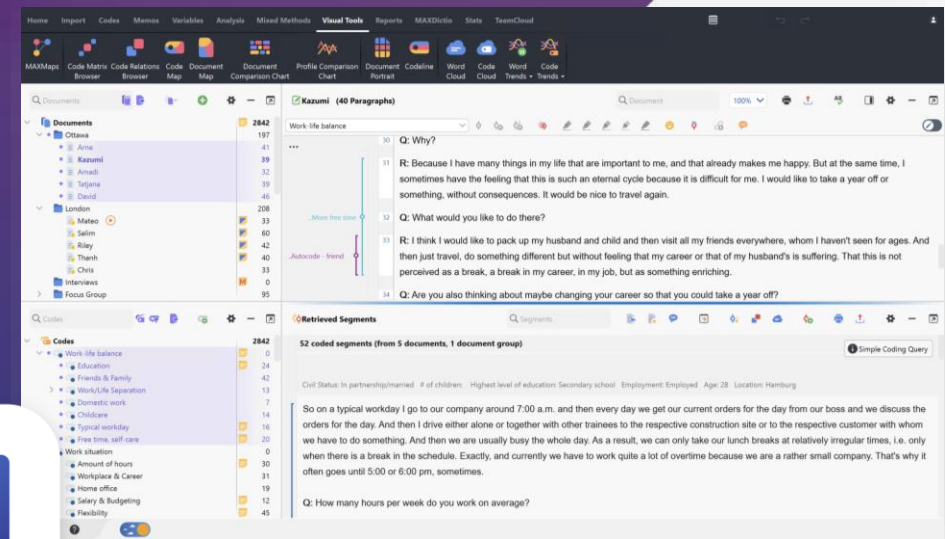 Home Import Codes Memos Variables Analysis Mixed Methods Visual Tools Reports MAXDictio Stats TeamCloud
MAXMaps Code Matrix Browser Code Relations Browser Code Map Document Map Document Comparison Chart Profile Comparison Chart Document Portrait Codeline Word Cloud Code Cloud Word Trends Code Trends
Documents
Documents 2842
Ottawa 197
Arne 41
Kazumi 39
Amadi 32
Tatjana 39
David 46
London 208
Mateo 33
Selim 60
Riley 42
Thanh 40
Chris 33
Interviews M 0
Focus Group 95
Kazumi (40 Paragraphs)
Document
100%
Work-life balance
30 Q: Why?
31 R: Because I have many things in my life that are important to me, and that already makes me happy. But at the same time, I
sometimes have the feeling that this is such an eternal cycle because it is difficult for me. I would like to take a year off or
something, without consequences. It would be nice to travel again.
..More free time
32 Q: What would you like to do there?
..Autocode - friend
33 R: I think I would like to pack up my husband and child and then visit all my friends everywhere, whom I haven't seen for ages. And
then just travel, do something different but without feeling that my career or that of my husband's is suffering. That this is not
perceived as a break, a break in my career, in my job, but as something enriching.
34 Q: Are you also thinking about maybe changing your career so that you could take a year off?
Codes
Codes 2842
Work-life balance 0
Education 24
Friends & Family 42
Work/Life Separation 13
Domestic work 7
Childcare 14
Typical workday 16
Free time, self-care 20
Work situation 0
Amount of hours 30
Workplace & Career 31
Home office 19
Salary & Budgeting 12
Flexibility 45
Retrieved Segments
Segments
52 coded segments (from 5 documents, 1 document group)
Simple Coding Query
Civil Status: In partnership/married # of children: Highest level of education: Secondary school Employment: Employed Age: 28 Location: Hamburg
So on a typical workday I go to our company around 7:00 a.m. and then every day we get our current orders for the day from our boss and we discuss the
orders for the day. And then I drive either alone or together with other trainees to the respective construction site or to the respective customer with whom
we have to do something. And then we are usually busy the whole day. As a result, we can only take our lunch breaks at relatively irregular times, i.e. only
when there is a break in the schedule. Exactly, and currently we have to work quite a lot of overtime because we are a rather small company. That's why it
often goes until 5:00 or 6:00 pm, sometimes.
Q: How many hours per week do you work on average?